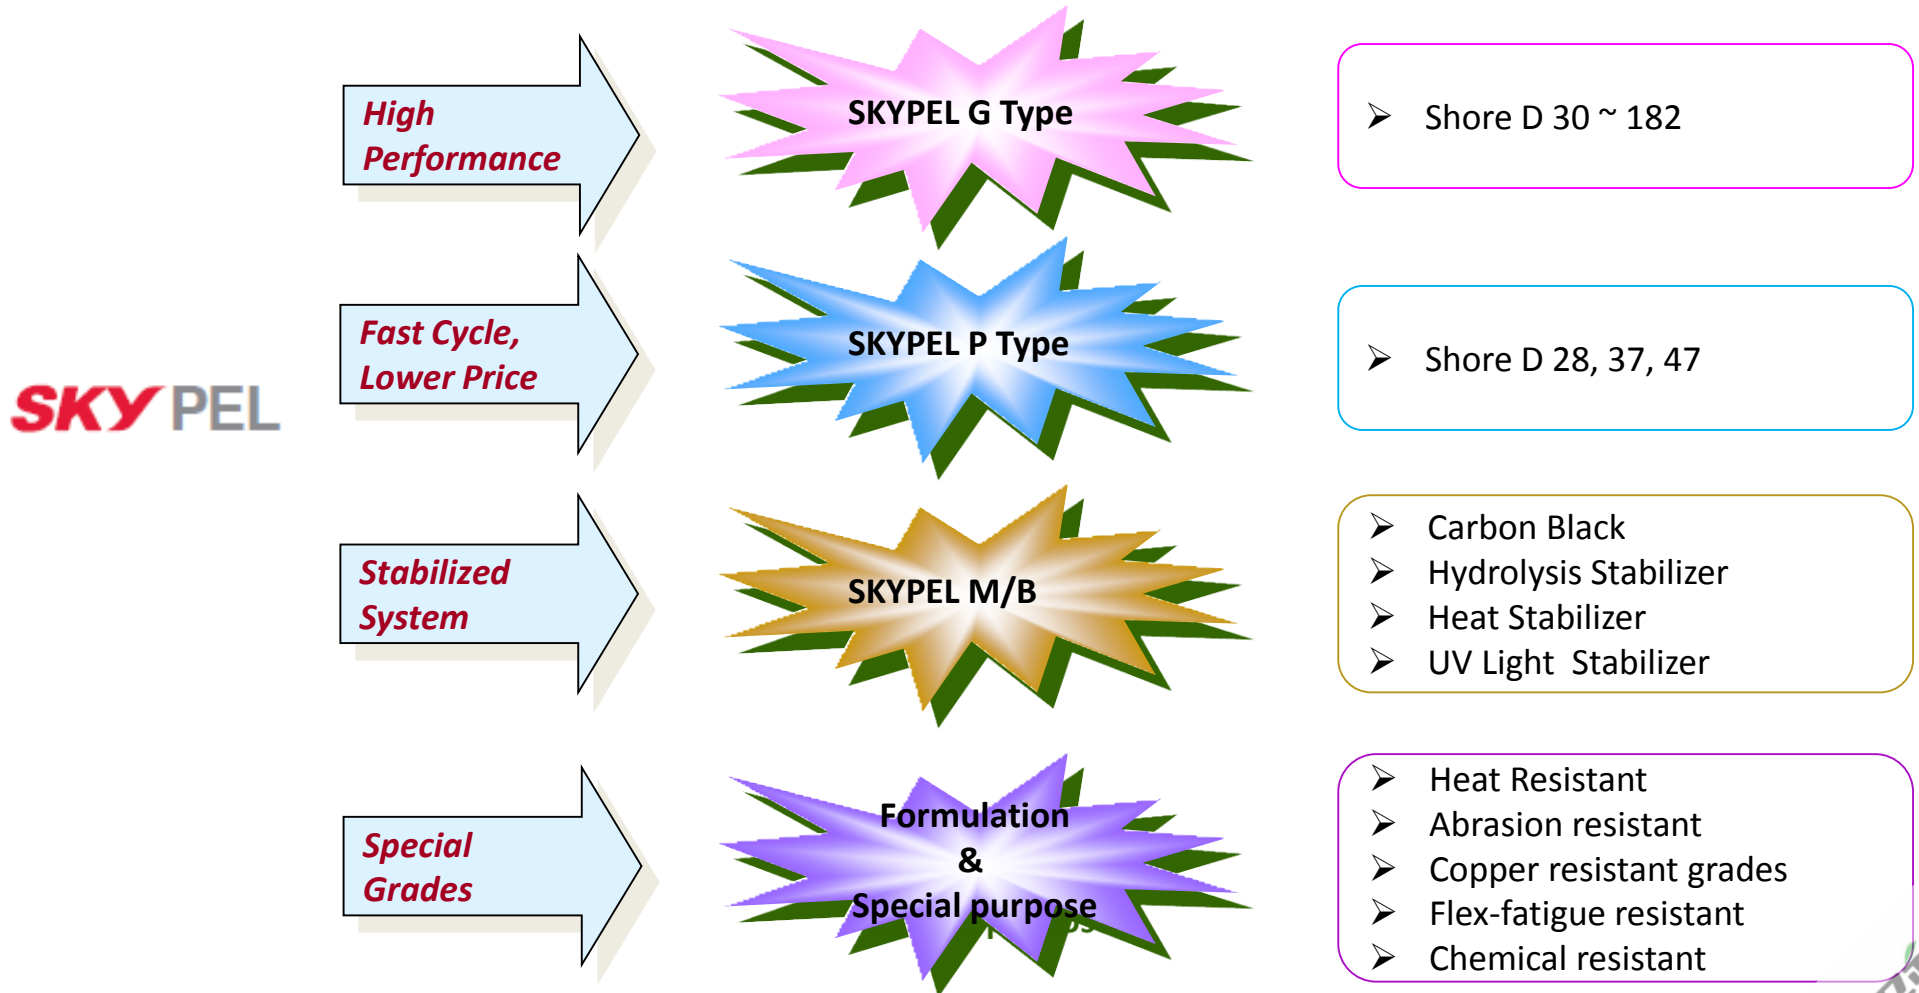 SKYPEL
High
Performance
SKYPEL G Type
➢ Shore D 30 ~ 182
Fast Cycle,
Lower Price
SKYPEL P Type
➢ Shore D 28, 37, 47
Stabilized
System
SKYPEL M/B
➢ Carbon Black
➢ Hydrolysis Stabilizer
➢ Heat Stabilizer
➢ UV Light  Stabilizer
Special
Grades
Formulation
&
Special purpose
➢ Heat Resistant
➢ Abrasion resistant
➢ Copper resistant grades
➢ Flex-fatigue resistant
➢ Chemical resistant